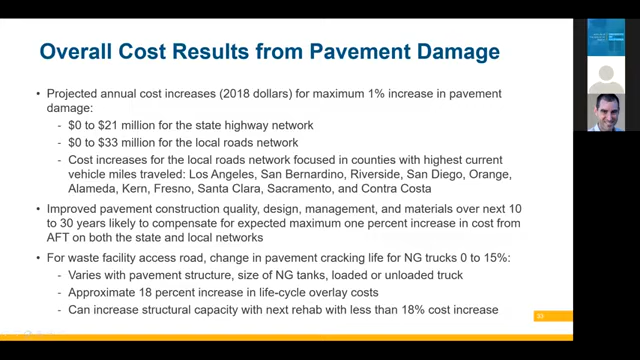 Overall Cost Results from Pavement Damage
• Projected annual cost increases (2018 dollars) for maximum 1% increase in pavement
damage:
- $0 to $21 million for the state highway network
- $0 to $33 million for the local roads network
- Cost increases for the local roads network focused in counties with highest current
vehicle miles traveled: Los Angeles, San Bernardino, Riverside, San Diego, Orange,
Alameda, Kern, Fresno, Santa Clara, Sacramento, and Contra Costa
• Improved pavement construction quality, design, management, and materials over next 10
to 30 years likely to compensate for expected maximum one percent increase in cost from
AFT on both the state and local networks
• For waste facility access road, change in pavement cracking life for NG trucks 0 to 15%
- Varies with pavement structure, size of NG tanks, loaded or unloaded truck
- Approximate 18 percent increase in life-cycle overlay costs
- Can increase structural capacity with next rehab with less than 18% cost increase